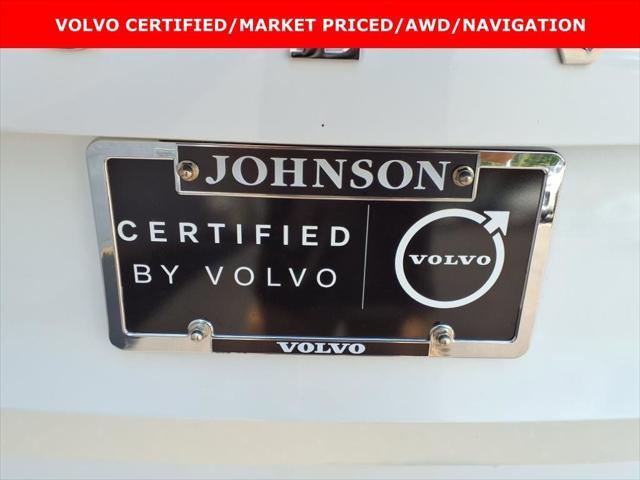 VOLVO CERTIFIED/MARKET PRICED/AWD/NAVIGATION
JOHNSON
CERTIFIED
BY VOLVO
VOLVO
VOLVO